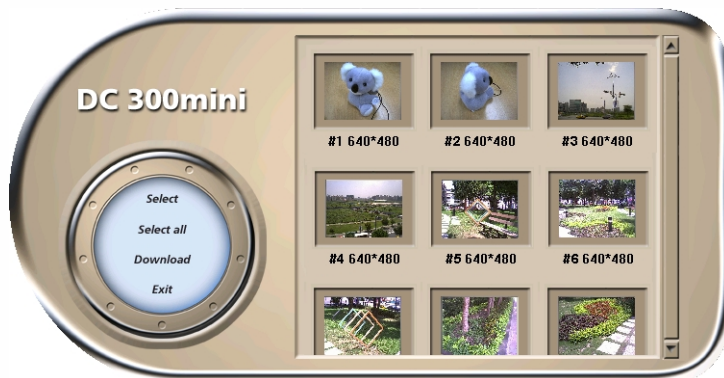 DC 300mini
Select
Select all
Download
Exit
#1 640*480
#2 640*480
#3 640*480
#4 640*480
#5 640*480
#6 640*480